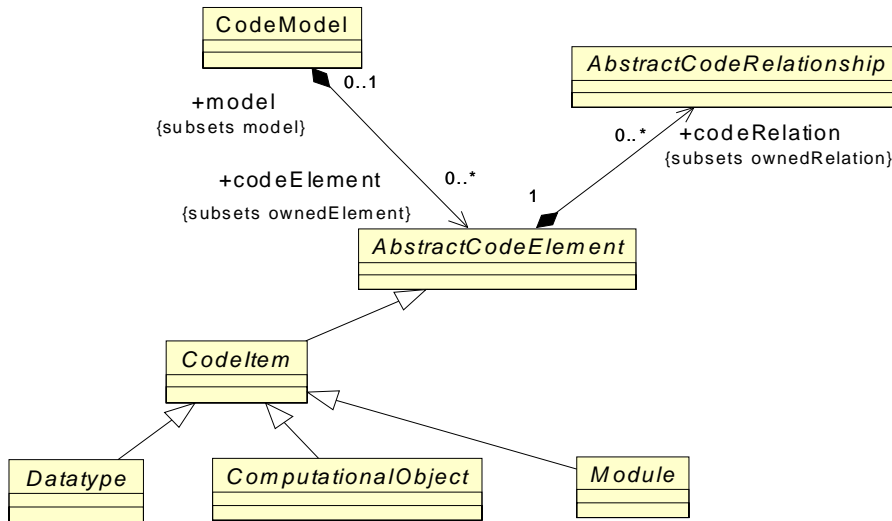 CodeModel
AbstractCodeRelationship
0..1
+model
{subsets model}
0..*
+codeRelation
{subsets ownedRelation}
+codeElement
0..*
{subsets ownedElement}
1
AbstractCodeElement
CodeItem
Datatype
ComputationalObject
Module